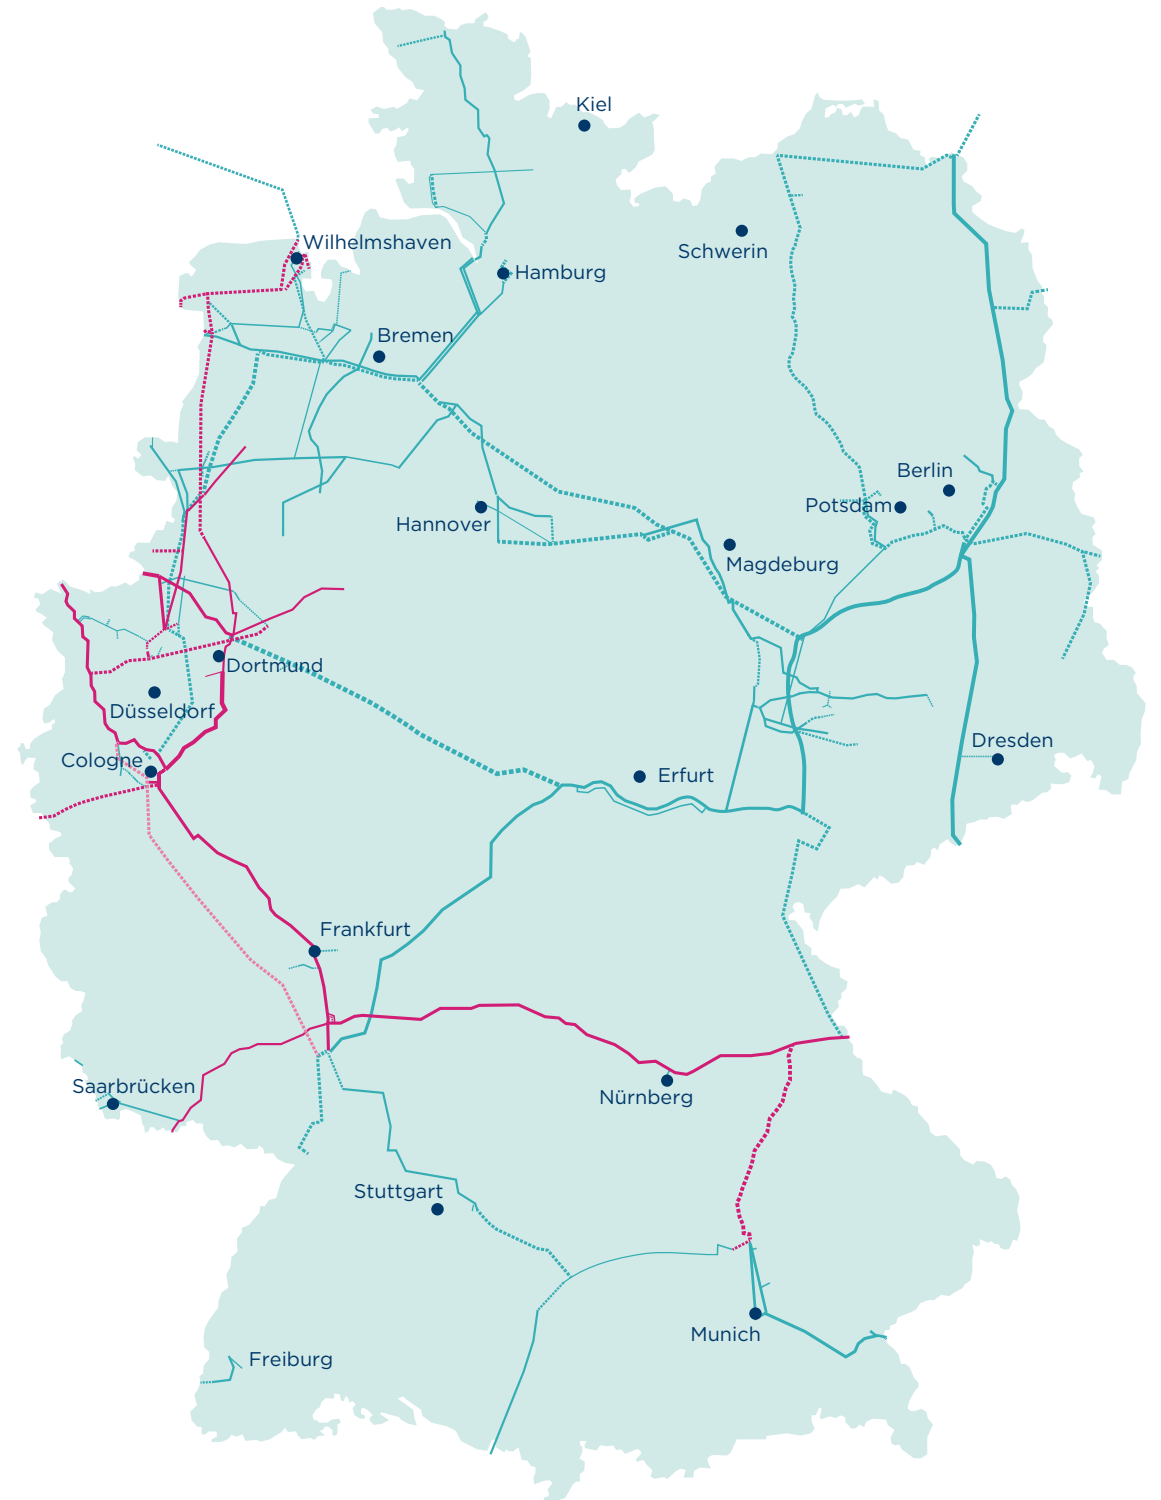 Kiel
Schwerin
Wilhelmshaven
Hamburg
Bremen
Berlin
Potsdam
Hannover
Magdeburg
Dortmund
Düsseldorf
Cologne
Dresden
Erfurt
Frankfurt
Saarbrücken
Nürnberg
Stuttgart
Munich
Freiburg